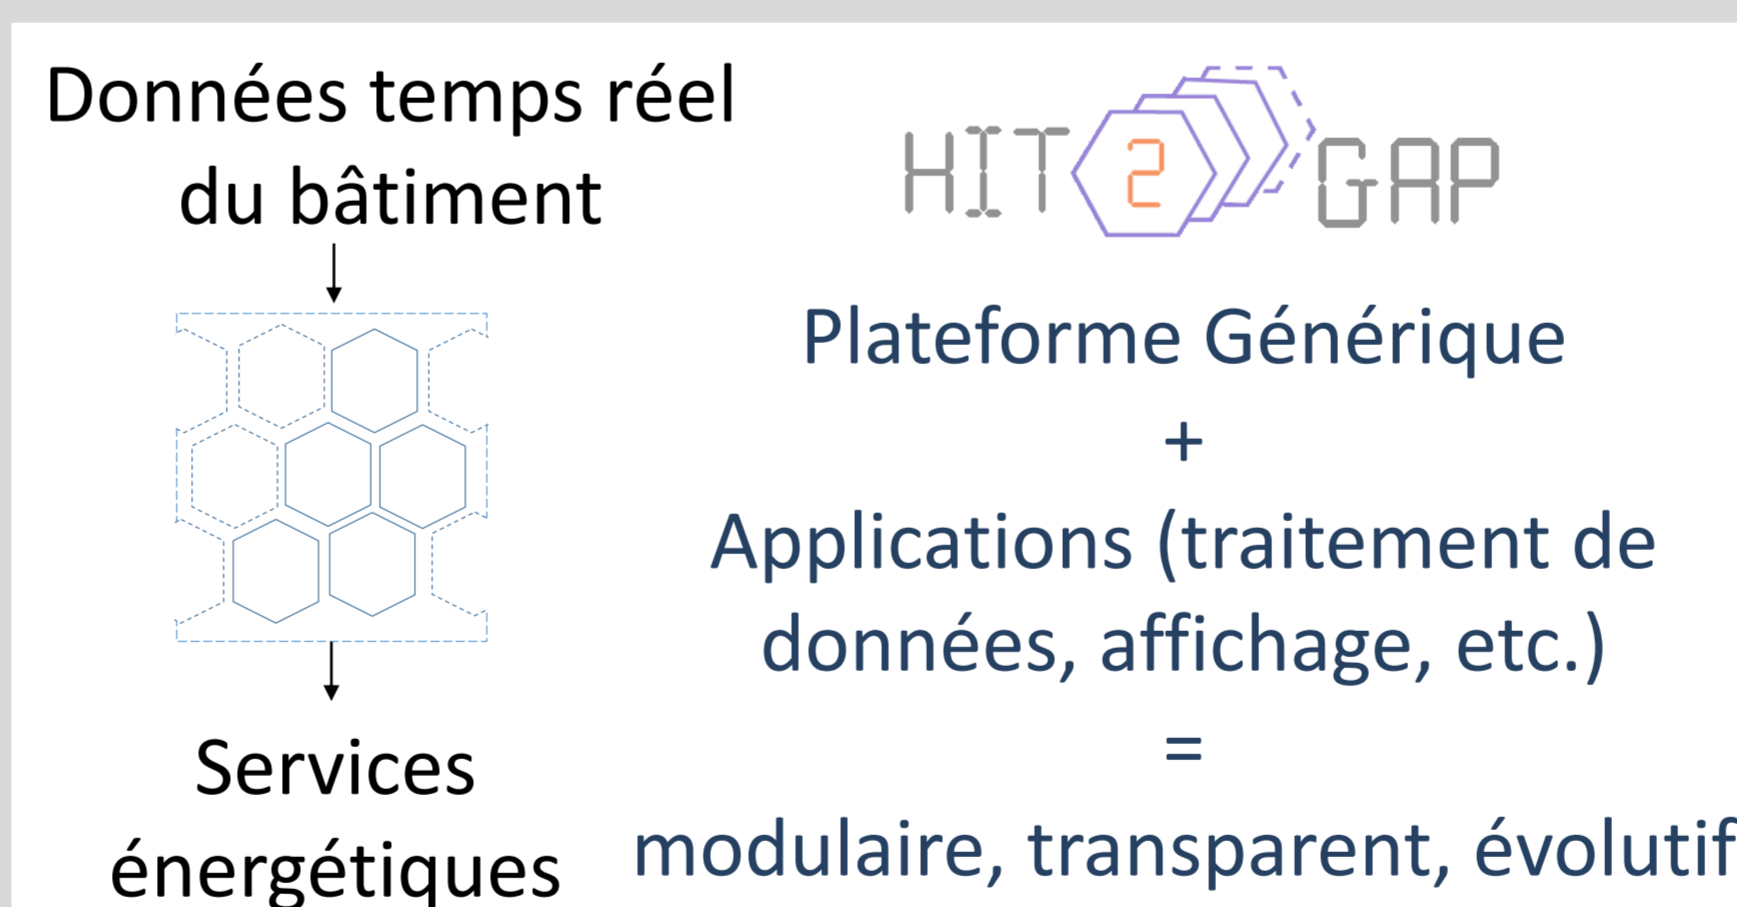 Données temps réel
du bâtiment
Services
énergétiques
HIT2GAP
Plateforme Générique
+
Applications (traitement de
données, affichage, etc.)
=
modulaire, transparent, évolutif